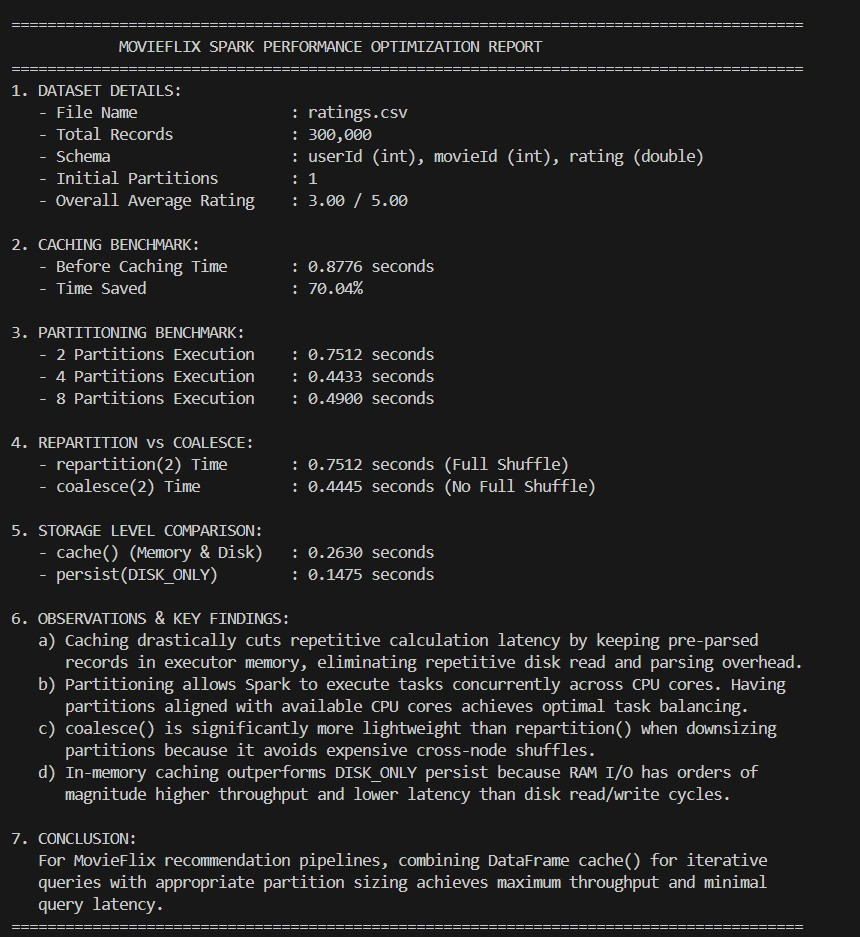 ================================================================================
MOVIEFLIX SPARK PERFORMANCE OPTIMIZATION REPORT
================================================================================
1. DATASET DETAILS:
   - File Name                 : ratings.csv
   - Total Records             : 300,000
   - Schema                    : userId (int), movieId (int), rating (double)
   - Initial Partitions        : 1
   - Overall Average Rating    : 3.00 / 5.00

2. CACHING BENCHMARK:
   - Before Caching Time       : 0.8776 seconds
   - Time Saved                : 70.04%

3. PARTITIONING BENCHMARK:
   - 2 Partitions Execution    : 0.7512 seconds
   - 4 Partitions Execution    : 0.4433 seconds
   - 8 Partitions Execution    : 0.4900 seconds

4. REPARTITION vs COALESCE:
   - repartition(2) Time       : 0.7512 seconds (Full Shuffle)
   - coalesce(2) Time          : 0.4445 seconds (No Full Shuffle)

5. STORAGE LEVEL COMPARISON:
   - cache() (Memory & Disk)   : 0.2630 seconds
   - persist(DISK_ONLY)        : 0.1475 seconds

6. OBSERVATIONS & KEY FINDINGS:
   a) Caching drastically cuts repetitive calculation latency by keeping pre-parsed
      records in executor memory, eliminating repetitive disk read and parsing overhead.
   b) Partitioning allows Spark to execute tasks concurrently across CPU cores. Having
      partitions aligned with available CPU cores achieves optimal task balancing.
   c) coalesce() is significantly more lightweight than repartition() when downsizing
      partitions because it avoids expensive cross-node shuffles.
   d) In-memory caching outperforms DISK_ONLY persist because RAM I/O has orders of
      magnitude higher throughput and lower latency than disk read/write cycles.

7. CONCLUSION:
   For MovieFlix recommendation pipelines, combining DataFrame cache() for iterative
   queries with appropriate partition sizing achieves maximum throughput and minimal
   query latency.
================================================================================